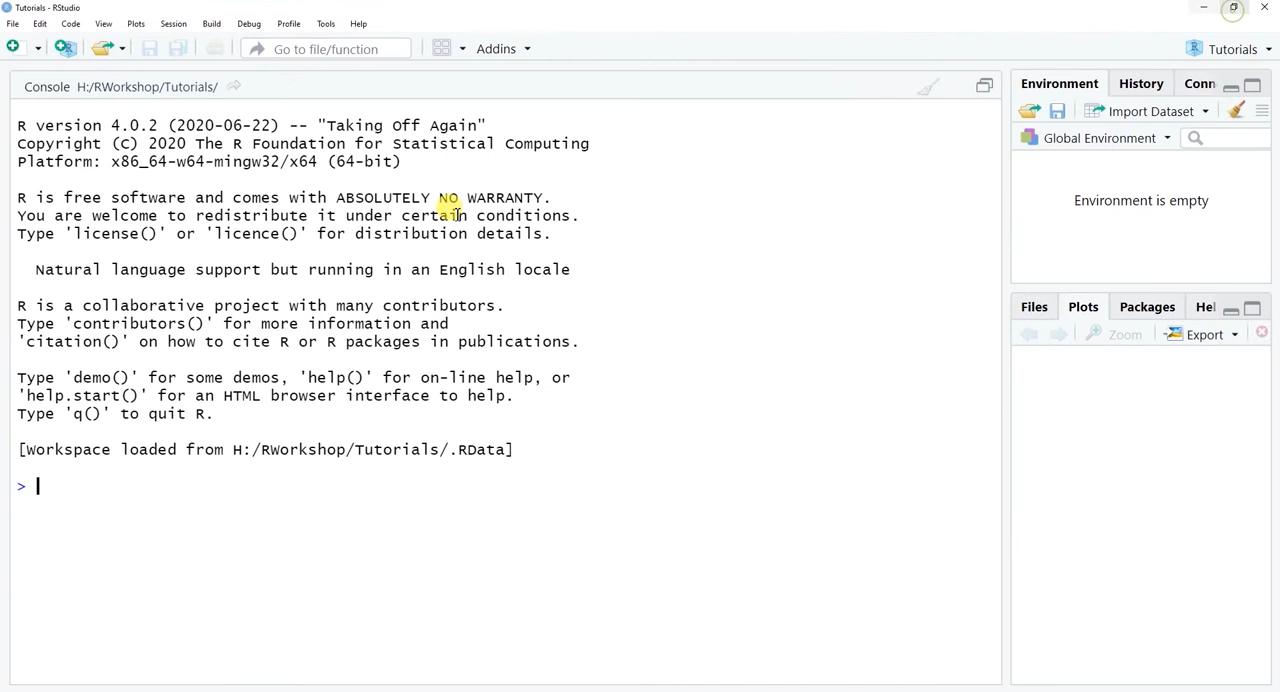 Tutorials - RStudio
File Edit Code View Plots Session Build Debug Profile Tools Help
Go to file/function Addins Tutorials
Console H:/RWorkshop/Tutorials/
R version 4.0.2 (2020-06-22) -- "Taking Off Again"
Copyright (C) 2020 The R Foundation for Statistical Computing
Platform: x86_64-w64-mingw32/x64 (64-bit)
R is free software and comes with ABSOLUTELY NO WARRANTY.
You are welcome to redistribute it under certain conditions.
Type 'license()' or 'licence()' for distribution details.
Natural language support but running in an English locale
R is a collaborative project with many contributors.
Type 'contributors()' for more information and
'citation()' on how to cite R or R packages in publications.
Type 'demo()' for some demos, 'help()' for on-line help, or
'help.start()' for an HTML browser interface to help.
Type 'q()' to quit R.
[Workspace loaded from H:/RWorkshop/Tutorials/.RData]
>
Environment History Conn
Import Dataset
Global Environment
Environment is empty
Files Plots Packages Hel
Zoom Export